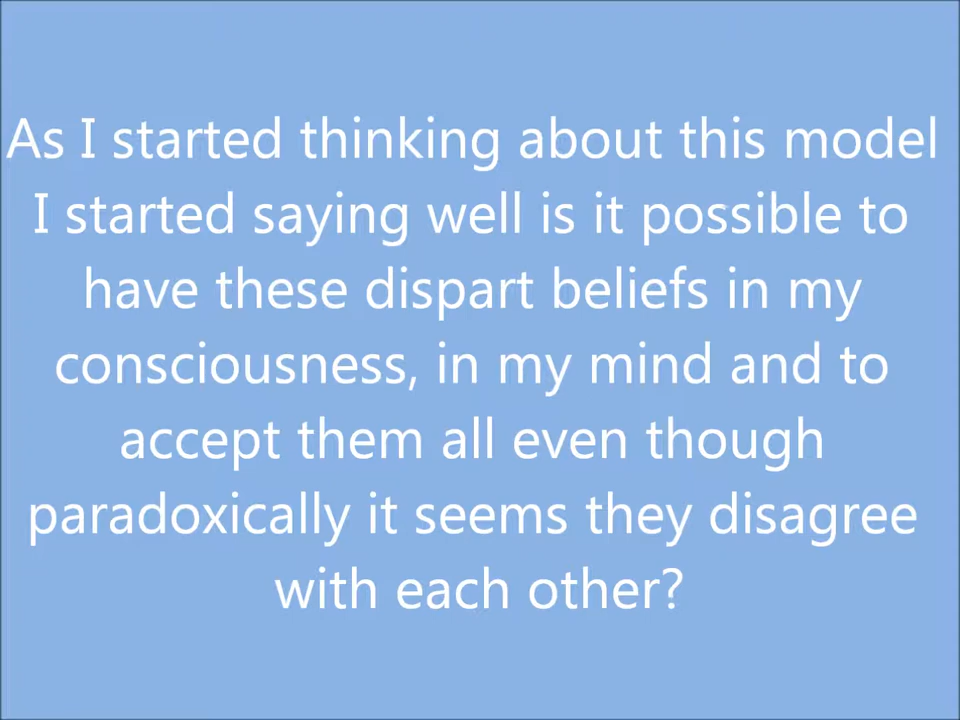 As I started thinking about this model
I started saying well is it possible to
have these dispart beliefs in my
consciousness, in my mind and to
accept them all even though
paradoxically it seems they disagree
with each other?